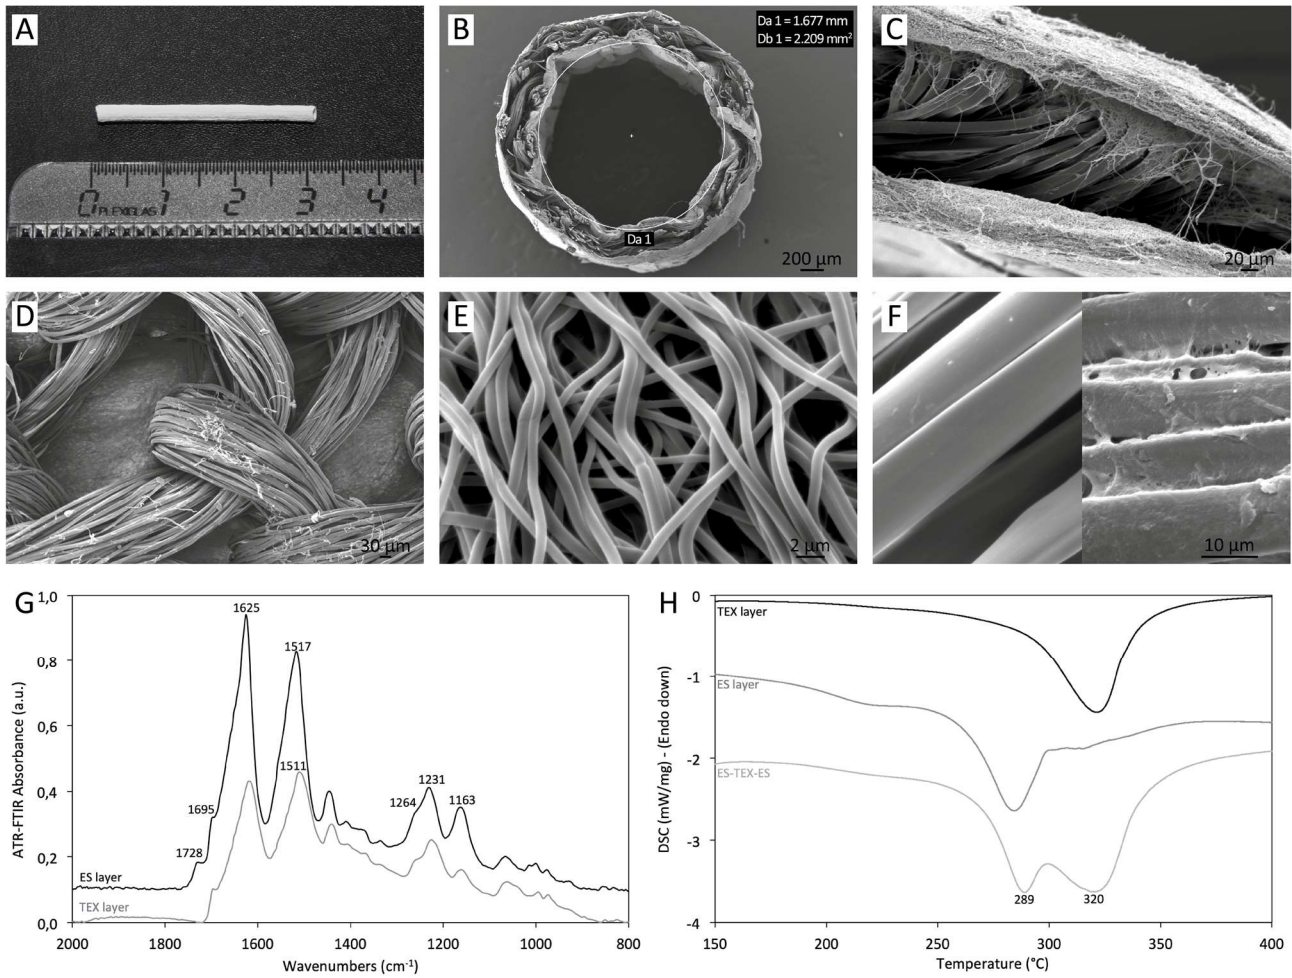 A
0 PLEXIGLAS 1 2 3 4
B
Da 1 = 1.677 mm
Db 1 = 2.209 mm²
Da 1
200 µm
C
20 µm
D
30 µm
E
2 µm
F
10 µm
G
ATR-FTIR Absorbance (a.u.)
1,0
0,8
0,6
0,4
0,2
0,0
1625
1517
1511
1695
1728
1264
1231
1163
ES layer
TEX layer
2000 1800 1600 1400 1200 1000 800
Wavenumbers (cm⁻¹)
H
DSC (mW/mg) - (Endo down)
0
-1
-2
-3
-4
TEX layer
ES layer
ES-TEX-ES
289
320
150 200 250 300 350 400
Temperature (°C)